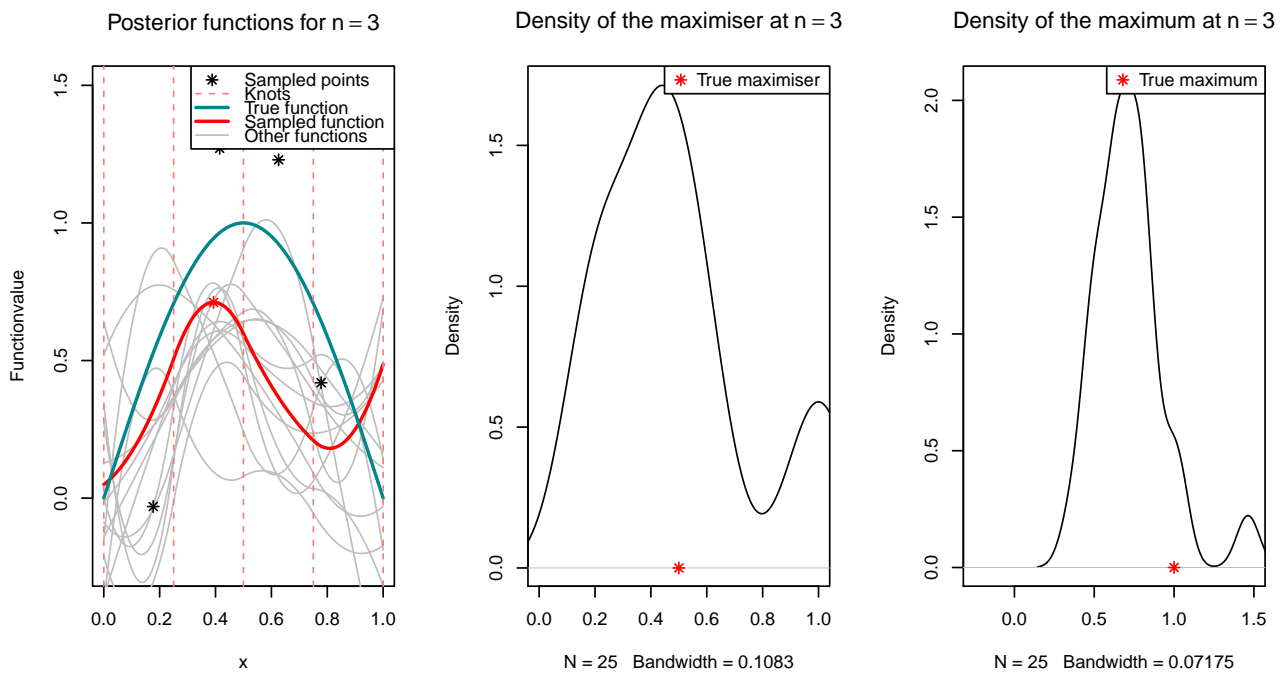 Posterior functions for n = 3
Sampled points
Knots
True function
Sampled function
Other functions
Functionvalue
1.5
1.0
0.5
0.0
0.0 0.2 0.4 0.6 0.8 1.0
x
Density of the maximiser at n = 3
True maximiser
Density
1.5
1.0
0.5
0.0
0.0 0.2 0.4 0.6 0.8 1.0
N = 25 Bandwidth = 0.1083
Density of the maximum at n = 3
True maximum
Density
2.0
1.5
1.0
0.5
0.0
0.0 0.5 1.0 1.5
N = 25 Bandwidth = 0.07175